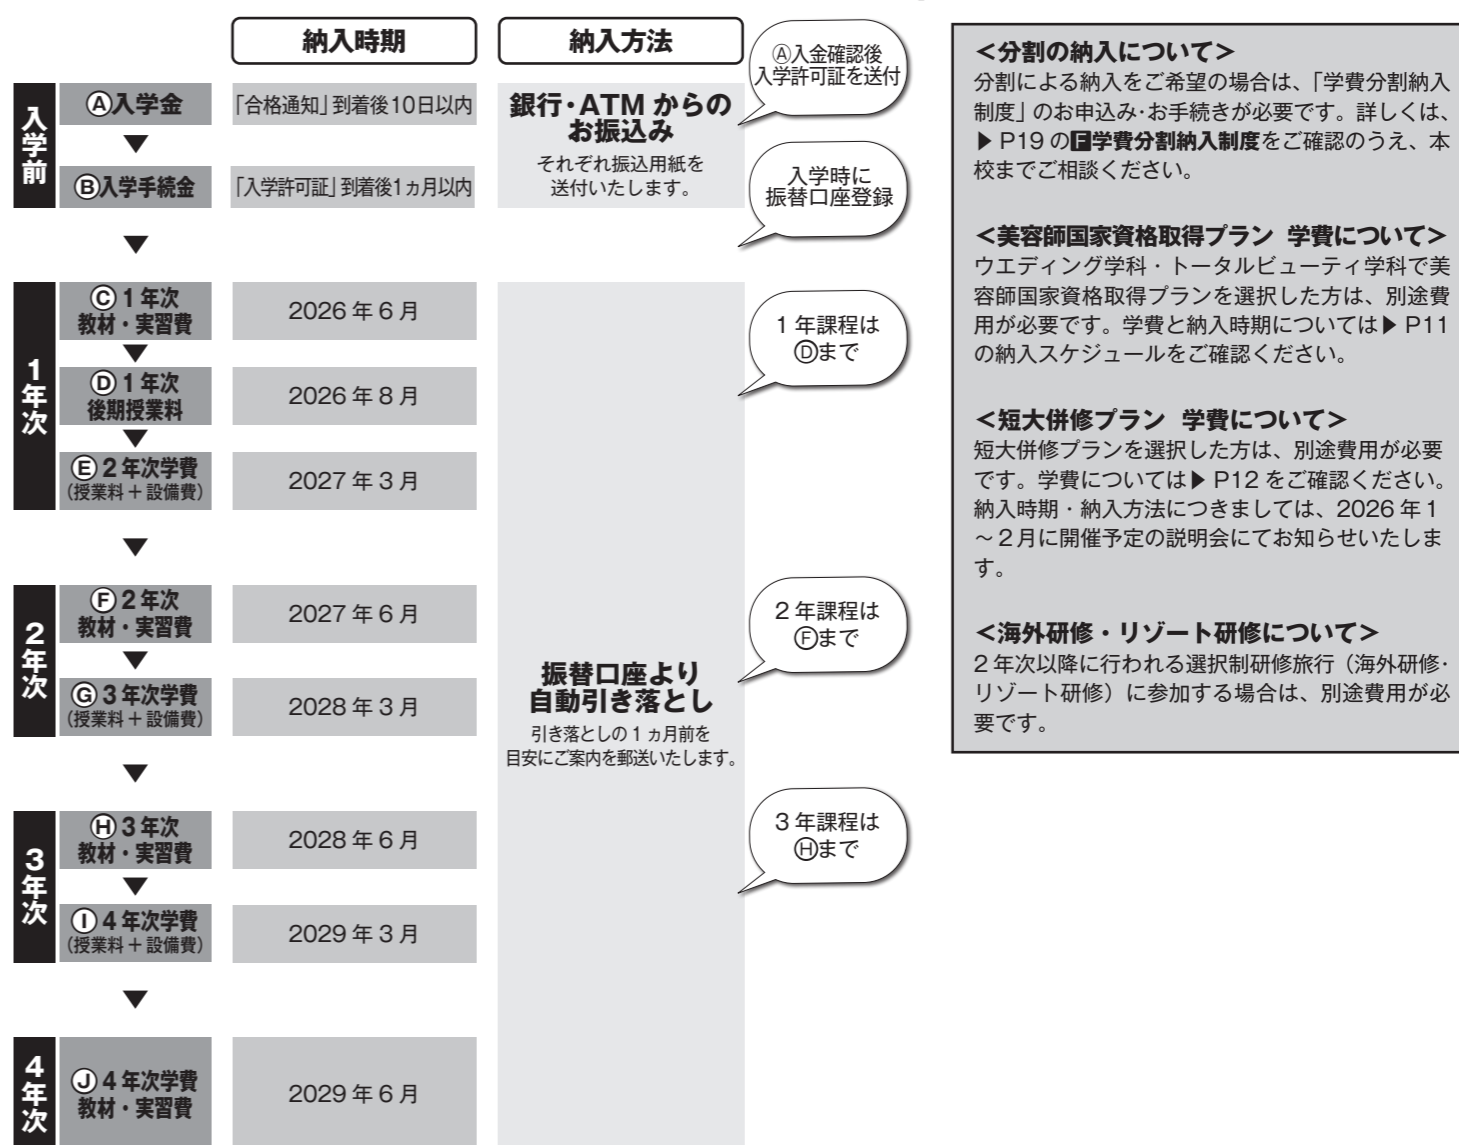 納入時期
納入方法
Ⓐ入金確認後
入学許可証を送付
入学前
Ⓐ入学金
「合格通知」到着後10日以内
銀行・ATM からの
お振込み
それぞれ振込用紙を
送付いたします。
Ⓑ入学手続金
「入学許可証」到着後1ヵ月以内
入学時に
振替口座登録
1年次
Ⓒ 1 年次
教材・実習費
2026 年 6 月
Ⓓ 1 年次
後期授業料
2026 年 8 月
Ⓔ 2 年次学費
（授業料 ＋ 設備費）
2027 年 3 月
1 年課程は
Ⓓまで
2年次
Ⓕ 2 年次
教材・実習費
2027 年 6 月
Ⓖ 3 年次学費
（授業料 ＋ 設備費）
2028 年 3 月
2 年課程は
Ⓕまで
振替口座より
自動引き落とし
引き落としの 1 ヵ月前を
目安にご案内を郵送いたします。
3年次
Ⓗ 3 年次
教材・実習費
2028 年 6 月
Ⓘ 4 年次学費
（授業料 ＋ 設備費）
2029 年 3 月
3 年課程は
Ⓗまで
4年次
Ⓙ 4 年次学費
教材・実習費
2029 年 6 月
＜分割の納入について＞
分割による納入をご希望の場合は、「学費分割納入
制度」のお申込み・お手続きが必要です。詳しくは、
▶ P19 の🅵学費分割納入制度をご確認のうえ、本
校までご相談ください。
＜美容師国家資格取得プラン 学費について＞
ウエディング学科・トータルビューティ学科で美
容師国家資格取得プランを選択した方は、別途費
用が必要です。学費と納入時期については▶ P11
の納入スケジュールをご確認ください。
＜短大併修プラン 学費について＞
短大併修プランを選択した方は、別途費用が必要
です。学費については▶ P12 をご確認ください。
納入時期・納入方法につきましては、2026 年 1
～ 2 月に開催予定の説明会にてお知らせいたしま
す。
＜海外研修・リゾート研修について＞
2 年次以降に行われる選択制研修旅行（海外研修・
リゾート研修）に参加する場合は、別途費用が必
要です。